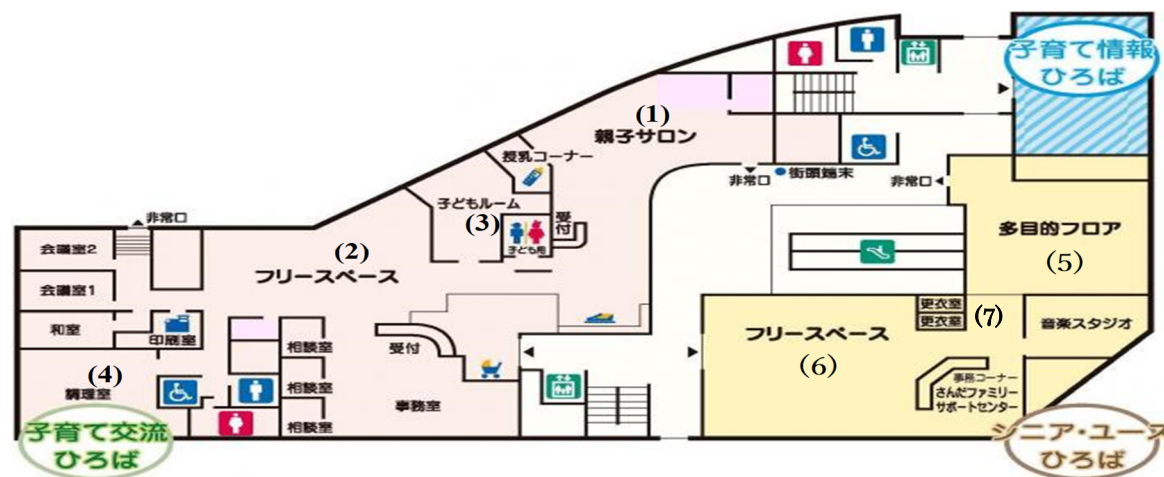 子育て情報
ひろば
(1)
親子サロン
授乳コーナー
非常口
街頭端末
非常口
子どもルーム
(3)
受付
子ども用
非常口
会議室2
(2)
フリースペース
多目的フロア
(5)
会議室1
和室
印刷室
相談室
受付
更衣室
更衣室
(7)
音楽スタジオ
フリースペース
(6)
(4)
調理室
相談室
事務室
相談室
事務コーナー
さんだファミリー
サポートセンター
子育て交流
ひろば
シニア・ユース
ひろば